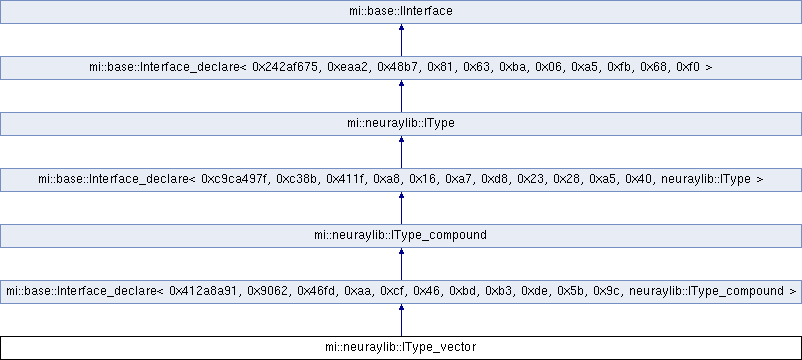 mi::base::IInterface
mi::base::Interface_declare< 0x242af675, 0xeaa2, 0x48b7, 0x81, 0x63, 0xba, 0x06, 0xa5, 0xfb, 0x68, 0xf0 >
mi::neuraylib::IType
mi::base::Interface_declare< 0xc9ca497f, 0xc38b, 0x411f, 0xa8, 0x16, 0xa7, 0xd8, 0x23, 0x28, 0xa5, 0x40, neuraylib::IType >
mi::neuraylib::IType_compound
mi::base::Interface_declare< 0x412a8a91, 0x9062, 0x46fd, 0xaa, 0xcf, 0x46, 0xbd, 0xb3, 0xde, 0x5b, 0x9c, neuraylib::IType_compound >
mi::neuraylib::IType_vector